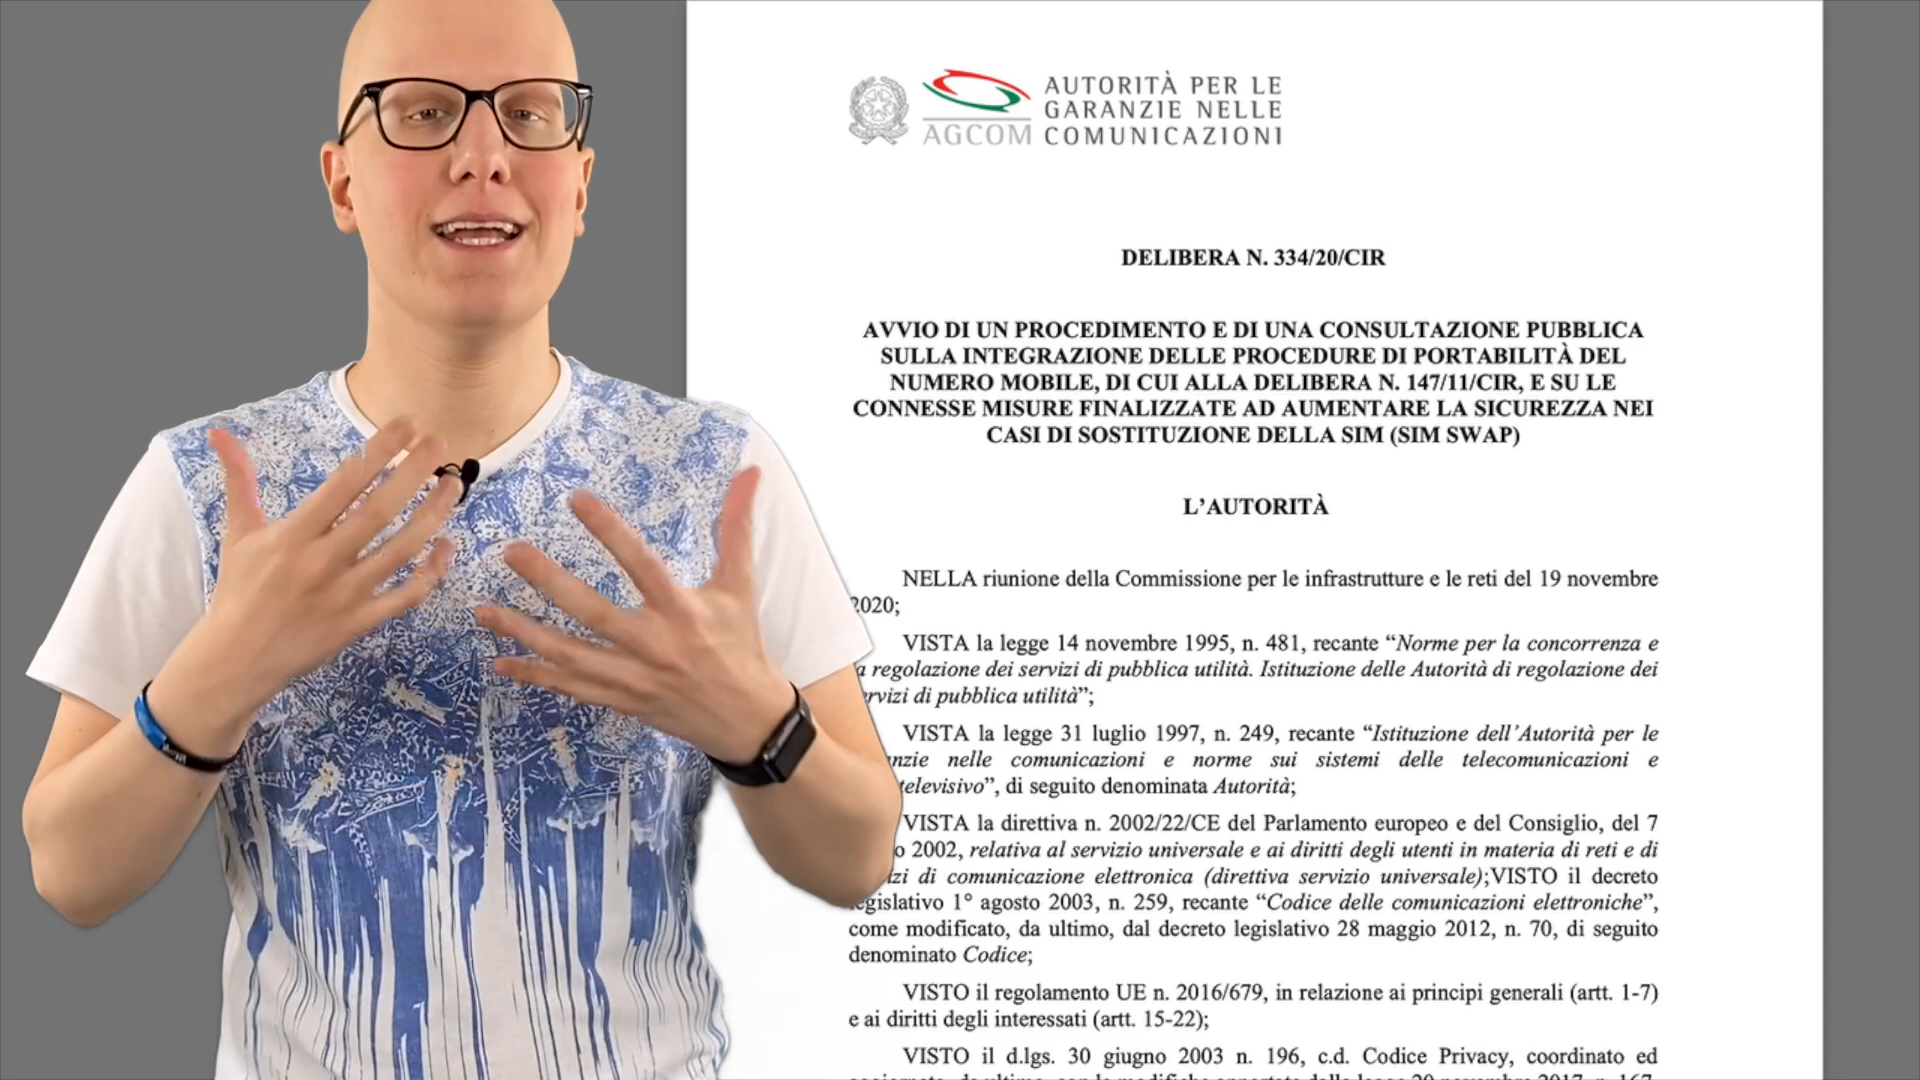 AUTORITÀ PER LE
GARANZIE NELLE
AGCOM COMUNICAZIONI
DELIBERA N. 334/20/CIR
AVVIO DI UN PROCEDIMENTO E DI UNA CONSULTAZIONE PUBBLICA
SULLA INTEGRAZIONE DELLE PROCEDURE DI PORTABILITÀ DEL
NUMERO MOBILE, DI CUI ALLA DELIBERA N. 147/11/CIR, E SU LE
CONNESSE MISURE FINALIZZATE AD AUMENTARE LA SICUREZZA NEI
CASI DI SOSTITUZIONE DELLA SIM (SIM SWAP)
L’AUTORITÀ
NELLA riunione della Commissione per le infrastrutture e le reti del 19 novembre
2020;
VISTA la legge 14 novembre 1995, n. 481, recante “Norme per la concorrenza e
a regolazione dei servizi di pubblica utilità. Istituzione delle Autorità di regolazione dei
rvizi di pubblica utilità”;
VISTA la legge 31 luglio 1997, n. 249, recante “Istituzione dell’Autorità per le
nzie nelle comunicazioni e norme sui sistemi delle telecomunicazioni e
televisivo”, di seguito denominata Autorità;
VISTA la direttiva n. 2002/22/CE del Parlamento europeo e del Consiglio, del 7
o 2002, relativa al servizio universale e ai diritti degli utenti in materia di reti e di
izi di comunicazione elettronica (direttiva servizio universale);VISTO il decreto
egislativo 1° agosto 2003, n. 259, recante “Codice delle comunicazioni elettroniche”,
come modificato, da ultimo, dal decreto legislativo 28 maggio 2012, n. 70, di seguito
denominato Codice;
VISTO il regolamento UE n. 2016/679, in relazione ai principi generali (artt. 1-7)
e ai diritti degli interessati (artt. 15-22);
VISTO il d.lgs. 30 giugno 2003 n. 196, c.d. Codice Privacy, coordinato ed